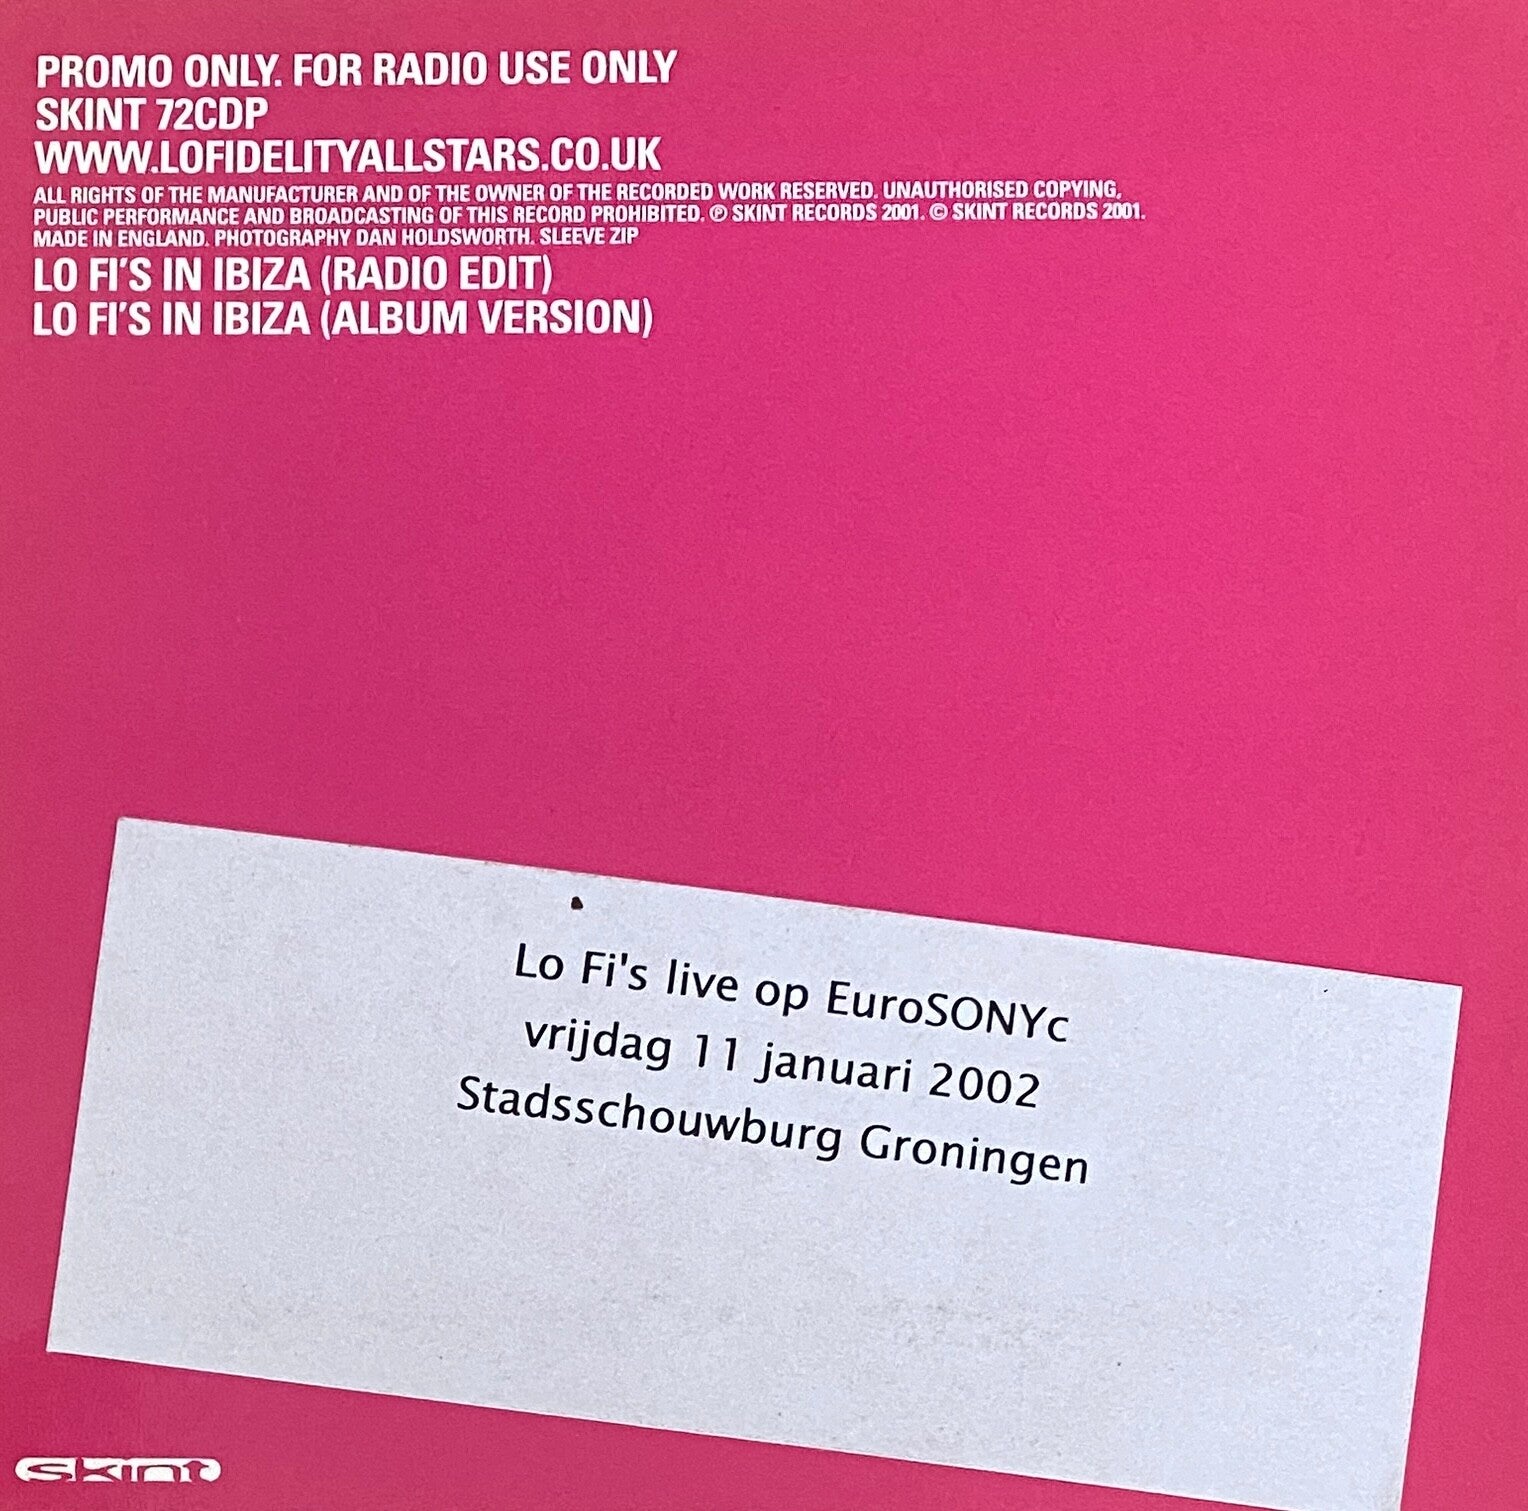 PROMO ONLY. FOR RADIO USE ONLY
SKINT 72CDP
WWW.LOFIDELITYALLSTARS.CO.UK
ALL RIGHTS OF THE MANUFACTURER AND OF THE OWNER OF THE RECORDED WORK RESERVED. UNAUTHORISED COPYING,
PUBLIC PERFORMANCE AND BROADCASTING OF THIS RECORD PROHIBITED. ℗ SKINT RECORDS 2001. © SKINT RECORDS 2001.
MADE IN ENGLAND. PHOTOGRAPHY DAN HOLDSWORTH. SLEEVE ZIP
LO FI'S IN IBIZA (RADIO EDIT)
LO FI'S IN IBIZA (ALBUM VERSION)
Lo Fi's live op EuroSONYc
vrijdag 11 januari 2002
Stadsschouwburg Groningen
skint